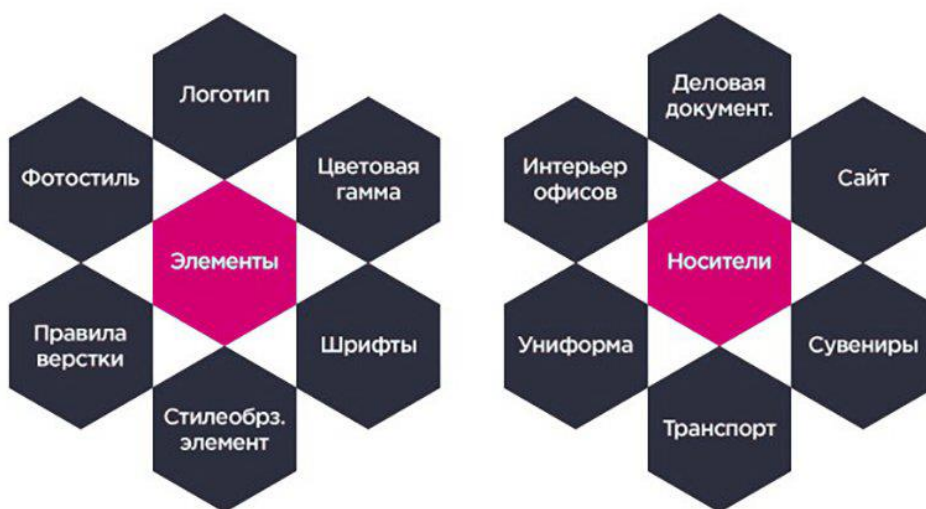 Логотип
Фотостиль
Цветовая
гамма
Элементы
Правила
верстки
Шрифты
Стилеобрз.
элемент
Деловая
документ.
Интерьер
офисов
Сайт
Носители
Униформа
Сувениры
Транспорт